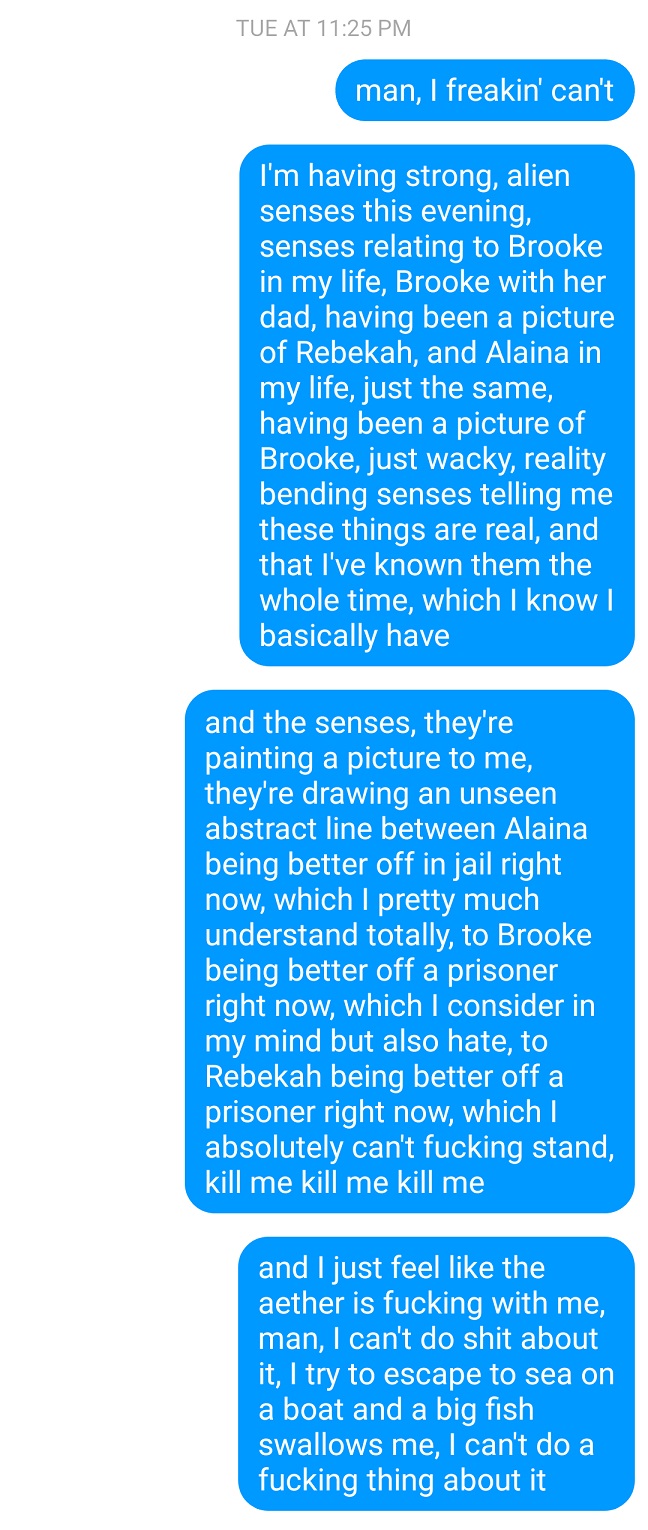 TUE AT 11:25 PM
man, I freakin' can't
I'm having strong, alien
senses this evening,
senses relating to Brooke
in my life, Brooke with her
dad, having been a picture
of Rebekah, and Alaina in
my life, just the same,
having been a picture of
Brooke, just wacky, reality
bending senses telling me
these things are real, and
that I've known them the
whole time, which I know I
basically have
and the senses, they're
painting a picture to me,
they're drawing an unseen
abstract line between Alaina
being better off in jail right
now, which I pretty much
understand totally, to Brooke
being better off a prisoner
right now, which I consider in
my mind but also hate, to
Rebekah being better off a
prisoner right now, which I
absolutely can't fucking stand,
kill me kill me kill me
and I just feel like the
aether is fucking with me,
man, I can't do shit about
it, I try to escape to sea on
a boat and a big fish
swallows me, I can't do a
fucking thing about it